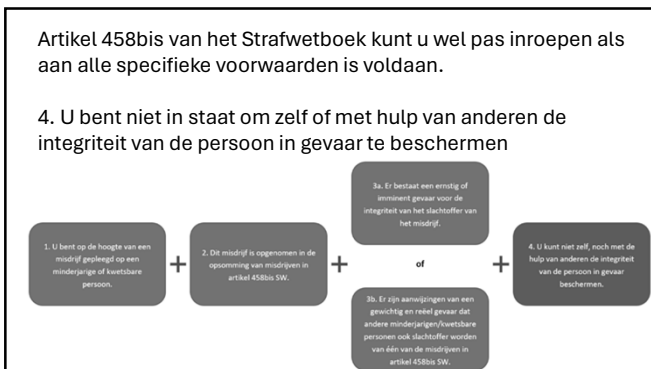 Artikel 458bis van het Strafwetboek kunt u wel pas inroepen als
aan alle specifieke voorwaarden is voldaan.
4. U bent niet in staat om zelf of met hulp van anderen de
integriteit van de persoon in gevaar te beschermen
1. U bent op de hoogte van een
misdrijf gepleegd op een
minderjarige of kwetsbare
persoon.
+
2. Dit misdrijf is opgenomen in de
opsomming van misdrijven in
artikel 458bis SW.
+
3a. Er bestaat een ernstig of
imminent gevaar voor de
integriteit van het slachtoffer van
het misdrijf.
of
3b. Er zijn aanwijzingen van een
gewichtig en reëel gevaar dat
andere minderjarigen/kwetsbare
personen ook slachtoffer worden
van één van de misdrijven in
artikel 458bis SW.
+
4. U kunt niet zelf, noch met de
hulp van anderen de integriteit
van de persoon in gevaar
beschermen.